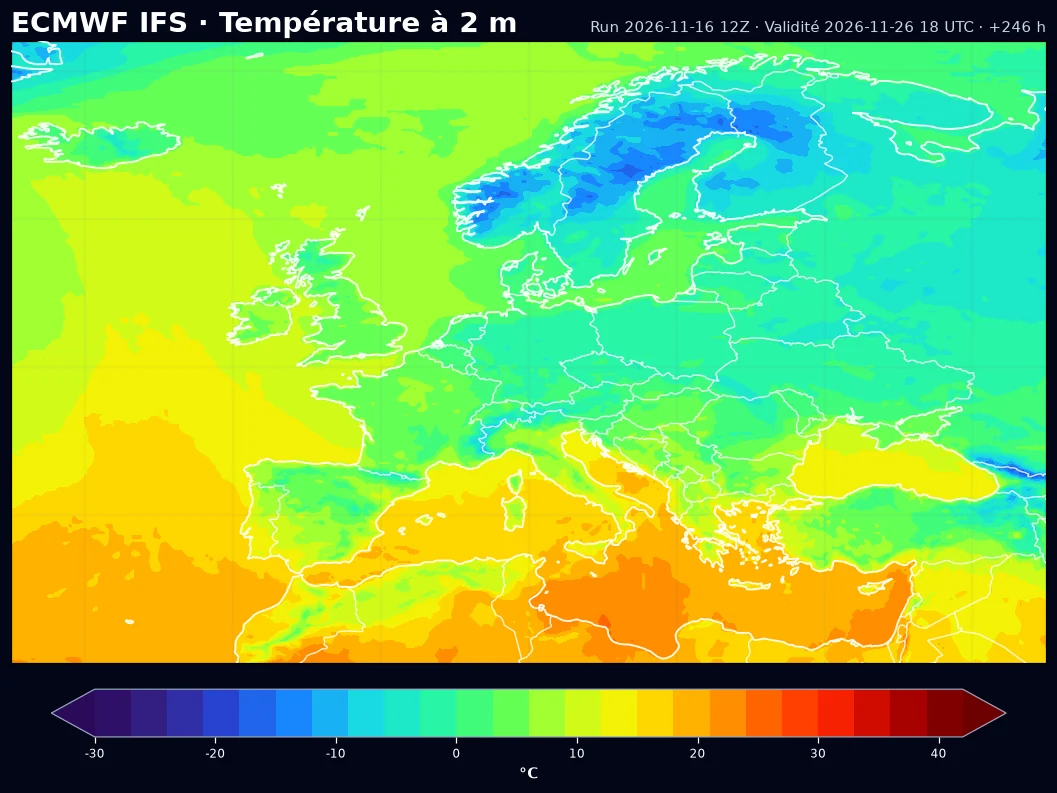 ECMWF IFS · Température à 2 m
Run 2026-11-16 12Z · Validité 2026-11-26 18 UTC · +246 h
-30 -20 -10 0 10 20 30 40
°C